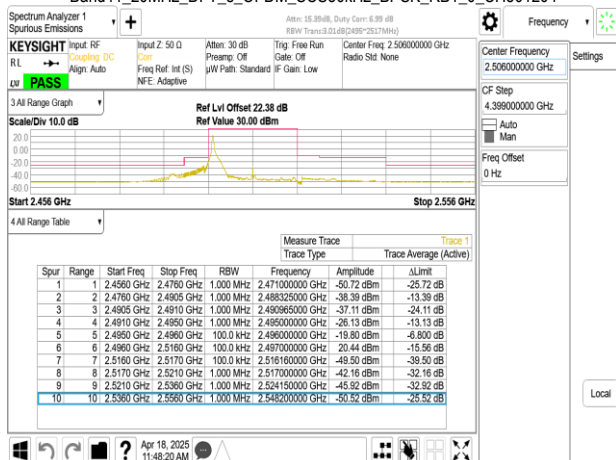 Spectrum Analyzer 1
Spurious Emissions
+
Attn: 15.39dB, Duty Corr: 6.99 dB
RBW Trans:3.01dB(2495*2517MHz)
Frequency
KEYSIGHT Input: RF Input Z: 50 Ω Atten: 30 dB Trig: Free Run Center Freq: 2.506000000 GHz
RL Coupling: DC Corr Preamp: Off Gate: Off Radio Std: None
Align: Auto Freq Ref: Int (S) µW Path: Standard IF Gain: Low
LXI PASS NFE: Adaptive
Center Frequency
2.506000000 GHz
Settings
CF Step
4.399000000 GHz
Auto
Man
Freq Offset
0 Hz
3 All Range Graph
Ref Lvl Offset 22.38 dB
Scale/Div 10.0 dB Ref Value 30.00 dBm
20.0
0.00
-20.0
-40.0
-60.0
Start 2.456 GHz Stop 2.556 GHz
4 All Range Table
Measure Trace Trace 1
Trace Type Trace Average (Active)
Spur Range Start Freq Stop Freq RBW Frequency Amplitude ΔLimit
1 1 2.4560 GHz 2.4760 GHz 1.000 MHz 2.471000000 GHz -50.72 dBm -25.72 dB
2 2 2.4760 GHz 2.4905 GHz 1.000 MHz 2.488325000 GHz -38.39 dBm -13.39 dB
3 3 2.4905 GHz 2.4910 GHz 1.000 MHz 2.490965000 GHz -37.11 dBm -24.11 dB
4 4 2.4910 GHz 2.4950 GHz 1.000 MHz 2.495000000 GHz -26.13 dBm -13.13 dB
5 5 2.4950 GHz 2.4960 GHz 100.0 kHz 2.496000000 GHz -19.80 dBm -6.800 dB
6 6 2.4960 GHz 2.5160 GHz 100.0 kHz 2.497000000 GHz 20.44 dBm -15.56 dB
7 7 2.5160 GHz 2.5170 GHz 100.0 kHz 2.516160000 GHz -49.50 dBm -39.50 dB
8 8 2.5170 GHz 2.5210 GHz 1.000 MHz 2.517000000 GHz -42.16 dBm -32.16 dB
9 9 2.5210 GHz 2.5360 GHz 1.000 MHz 2.524150000 GHz -45.92 dBm -32.92 dB
10 10 2.5360 GHz 2.5560 GHz 1.000 MHz 2.548200000 GHz -50.52 dBm -25.52 dB
Local
? Apr 18, 2025
11:48:20 AM